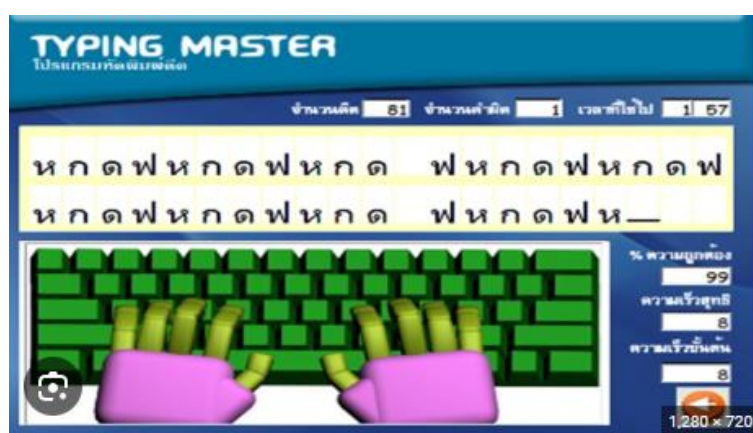 TYPING MASTER
โปรแกรมหัดพิมพ์ดีด
จำนวนคีด 81 จำนวนคำผิด 1 เวลาที่ใช้ไป 1 57
ห ก ด ฟ ห ก ด ฟ ห ก ด ฟ ห ก ด ฟ ห ก ด ฟ
ห ก ด ฟ ห ก ด ฟ ห ก ด ฟ ห ก ด ฟ ห
% ความถูกต้อง
99
ความเร็วสุทธิ
8
ความเร็วขั้นต้น
8
1,280 × 720